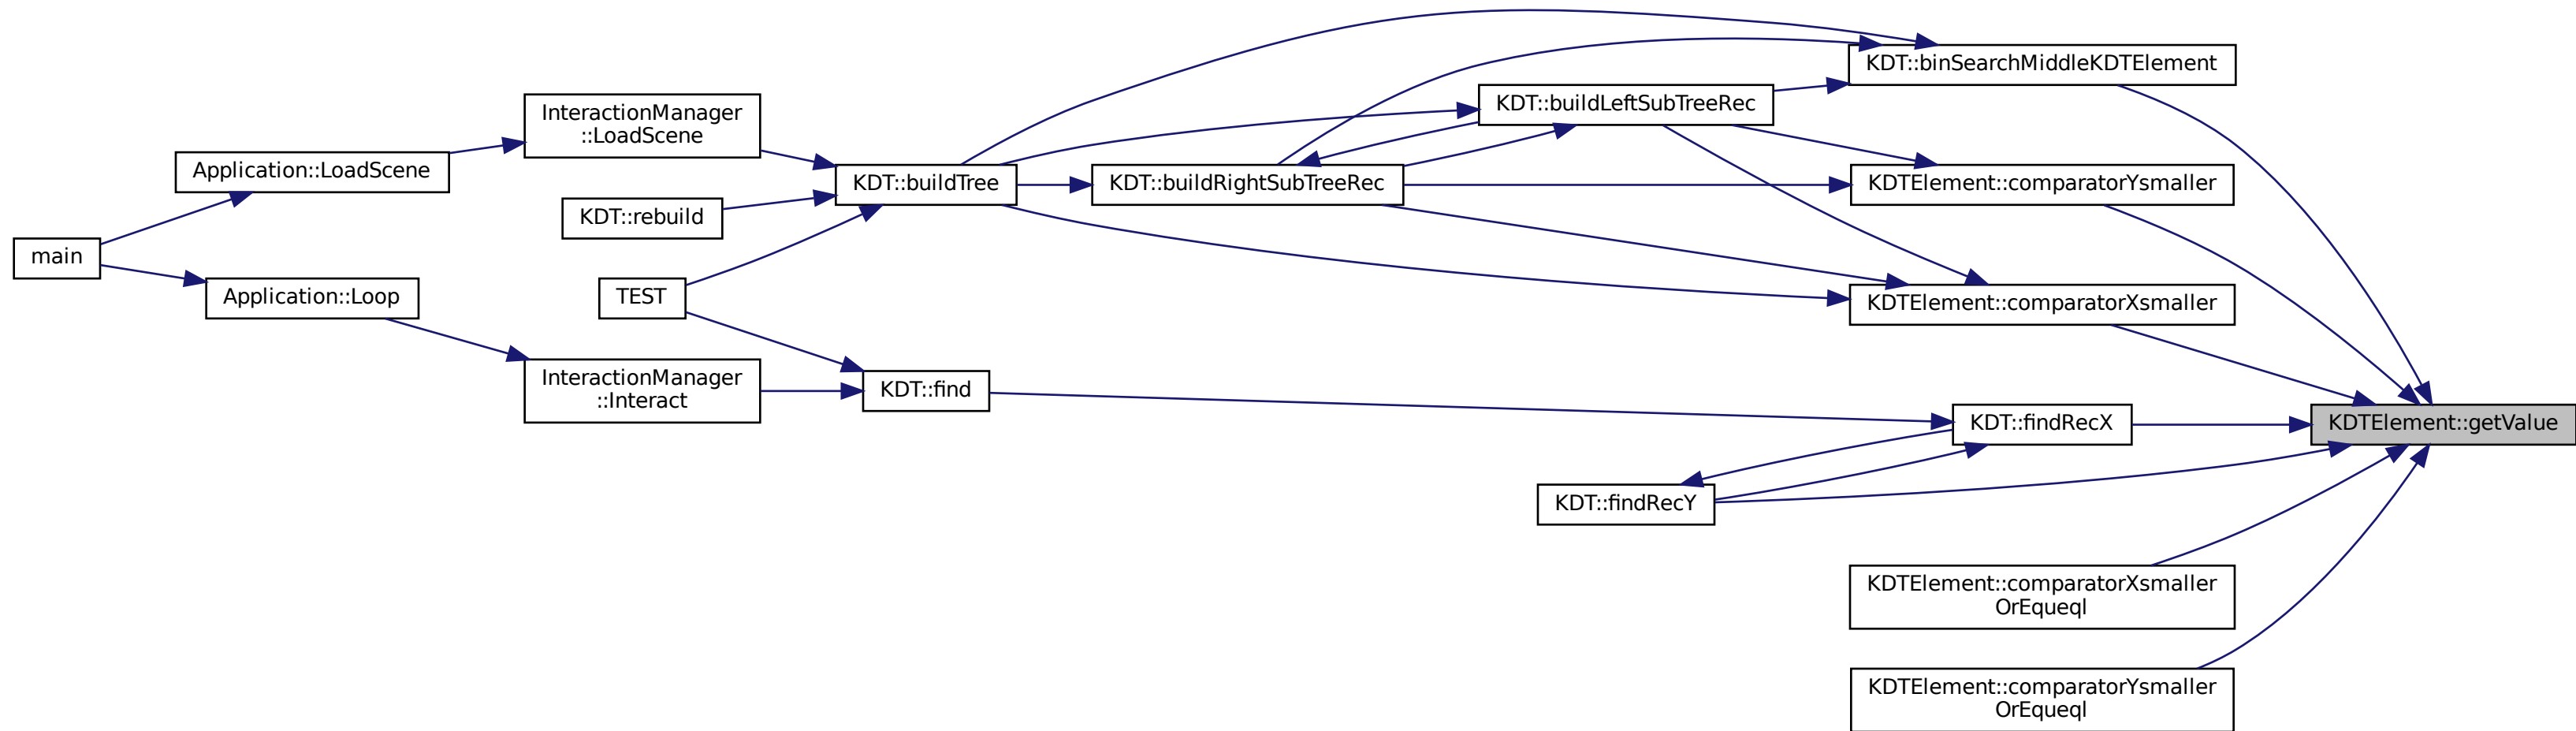 main
Application::LoadScene
Application::Loop
InteractionManager
::LoadScene
KDT::rebuild
TEST
InteractionManager
::Interact
KDT::buildTree
KDT::find
KDT::buildRightSubTreeRec
KDT::buildLeftSubTreeRec
KDT::findRecY
KDT::binSearchMiddleKDTElement
KDTElement::comparatorYsmaller
KDTElement::comparatorXsmaller
KDT::findRecX
KDTElement::comparatorXsmaller
OrEqueql
KDTElement::comparatorYsmaller
OrEqueql
KDTElement::getValue